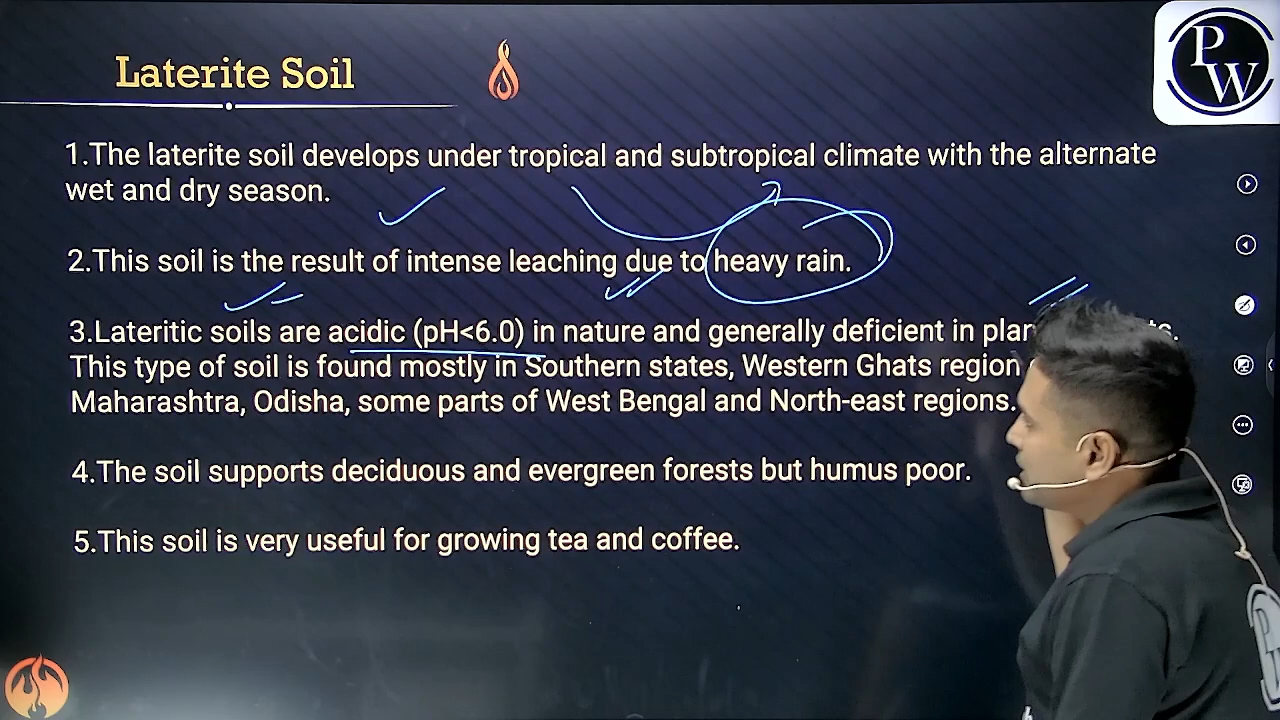 Laterite Soil
PW
1.The laterite soil develops under tropical and subtropical climate with the alternate
wet and dry season.
2.This soil is the result of intense leaching due to heavy rain.
3.Lateritic soils are acidic (pH<6.0) in nature and generally deficient in
This type of soil is found mostly in Southern states, Western Ghats region
Maharashtra, Odisha, some parts of West Bengal and North-east regions.
4.The soil supports deciduous and evergreen forests but humus poor.
5.This soil is very useful for growing tea and coffee.
PW